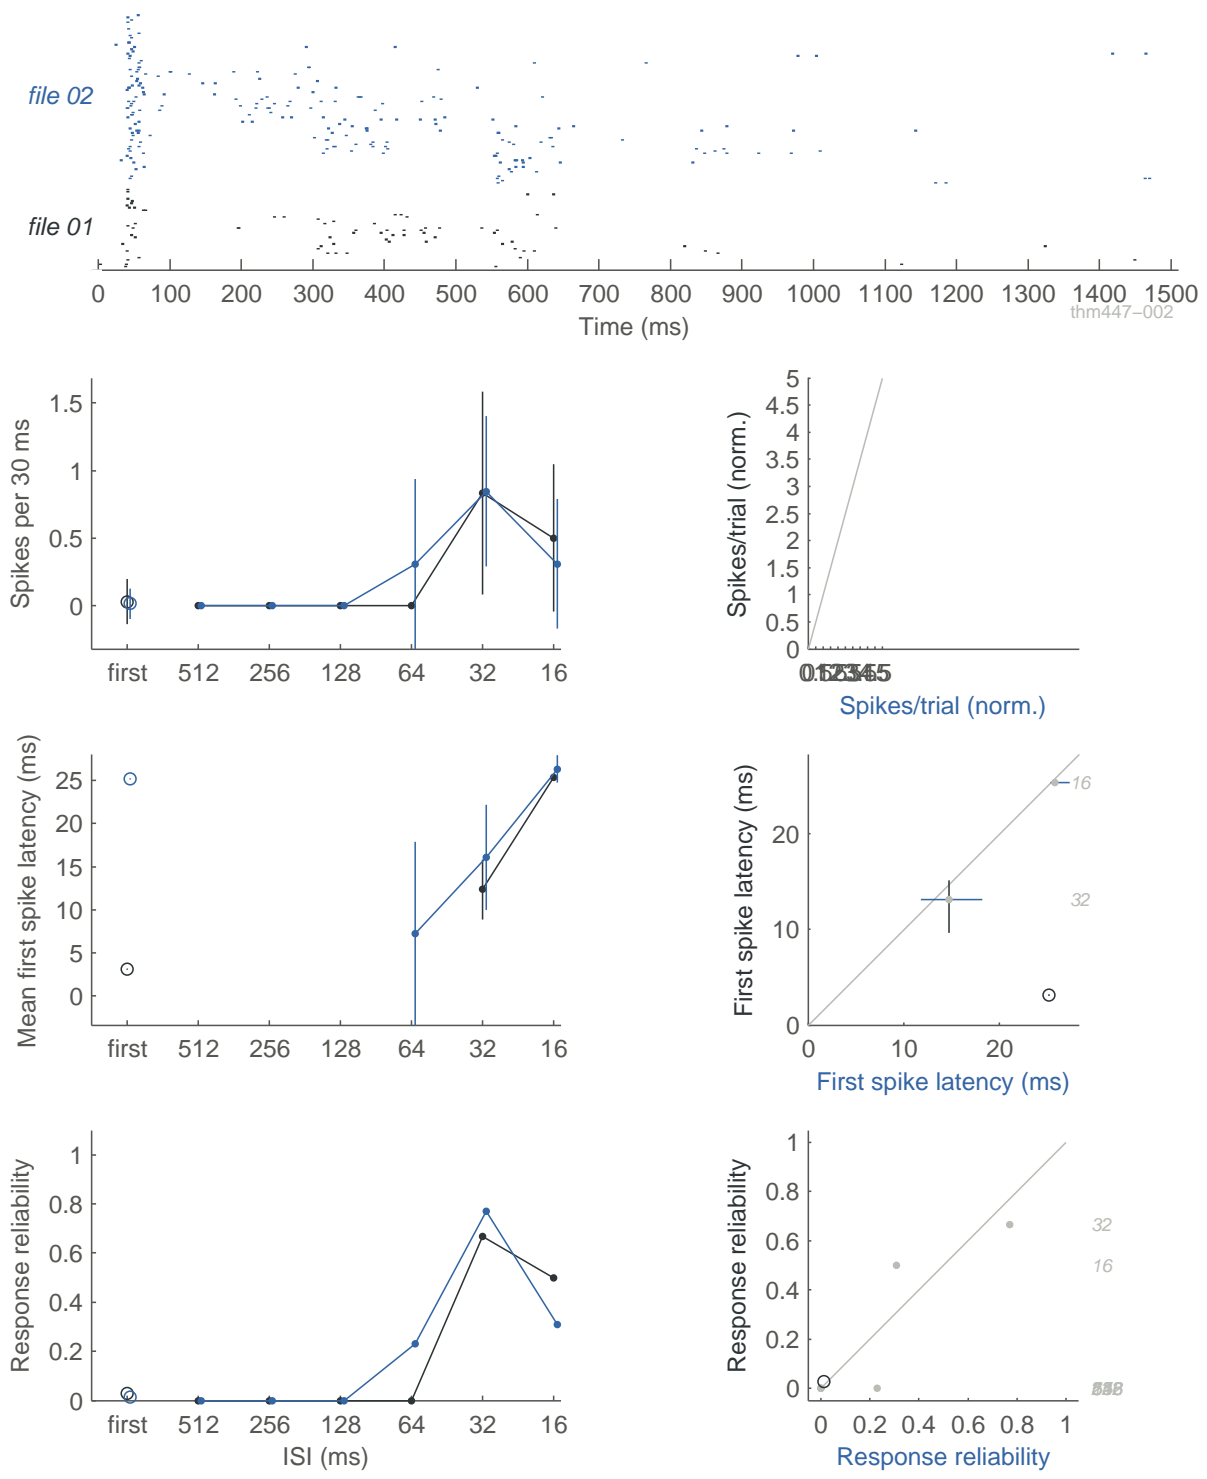 file 02
file 01
0 100 200 300 400 500 600 700 800 900 1000 1100 1200 1300 1400 1500
Time (ms)
thm447−002
Spikes per 30 ms
1.5
1
0.5
0
first 512 256 128 64 32 16
Spikes/trial (norm.)
5
4.5
4
3.5
3
2.5
2
1.5
1
0.5
0
Spikes/trial (norm.)
Mean first spike latency (ms)
25
20
15
10
5
0
first 512 256 128 64 32 16
First spike latency (ms)
20
10
0
16
32
0 10 20
First spike latency (ms)
Response reliability
1
0.8
0.6
0.4
0.2
0
first 512 256 128 64 32 16
ISI (ms)
Response reliability
1
0.8
0.6
0.4
0.2
0
32
16
0 0.2 0.4 0.6 0.8 1
Response reliability